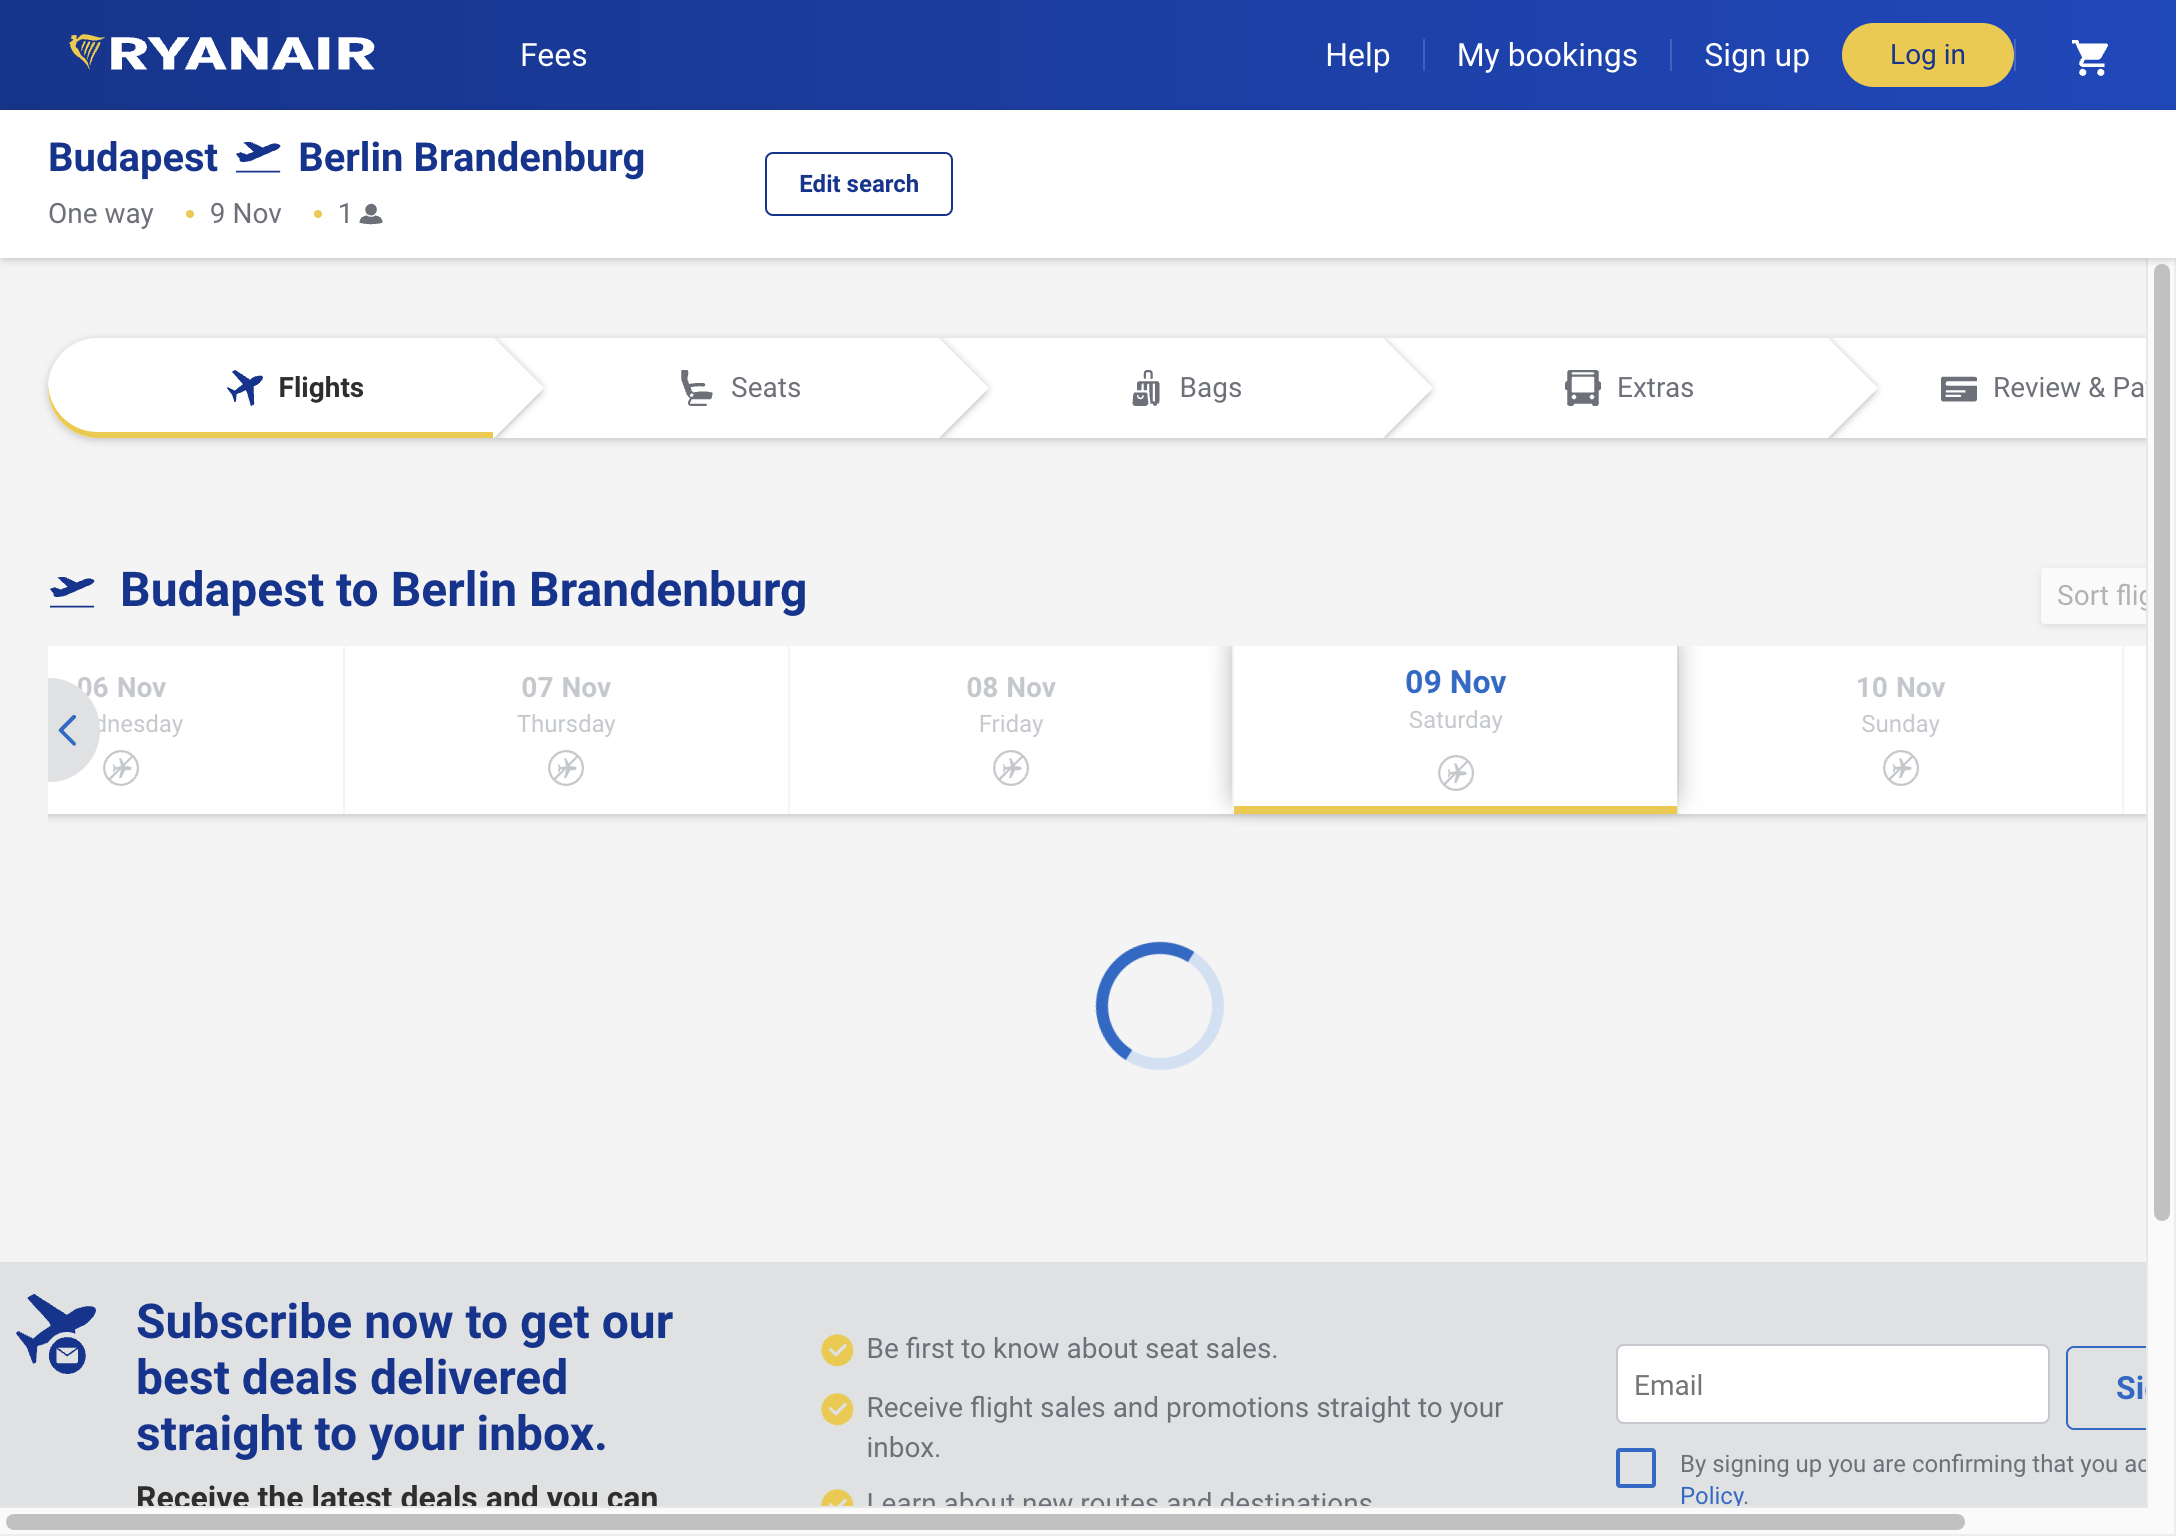 RYANAIR
Fees
Help
My bookings
Sign up
Log in
Budapest Berlin Brandenburg
One way • 9 Nov • 1
Edit search
Flights
Seats
Bags
Extras
Review & Pa
Budapest to Berlin Brandenburg
Sort flig
06 Nov
dnesday
07 Nov
Thursday
08 Nov
Friday
09 Nov
Saturday
10 Nov
Sunday
Subscribe now to get our
best deals delivered
straight to your inbox.
Receive the latest deals and you can
Be first to know about seat sales.
Receive flight sales and promotions straight to your
inbox.
Learn about new routes and destinations
Email
Si
By signing up you are confirming that you ac
Policy.